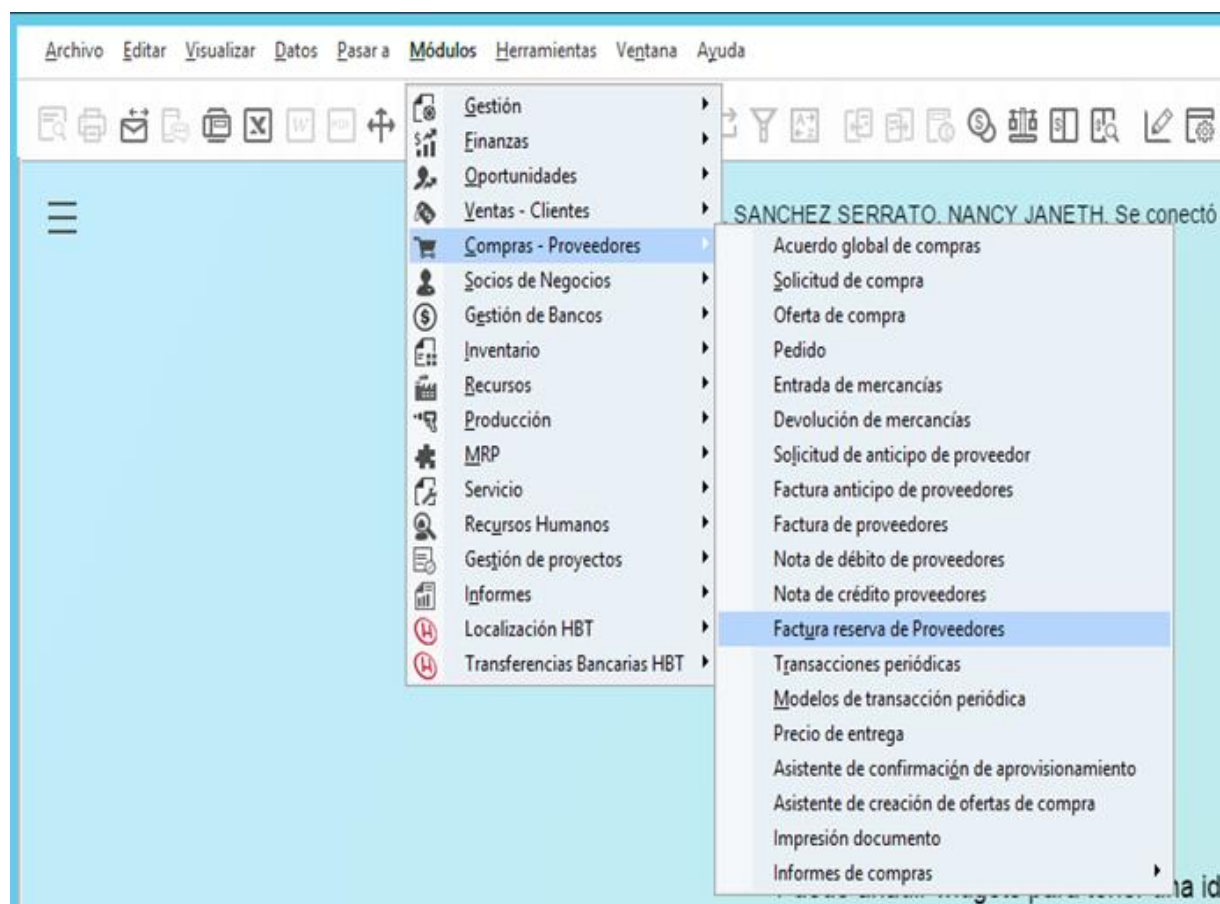 Archivo Editar Visualizar Datos Pasar a Módulos Herramientas Ventana Ayuda
Gestión
Finanzas
Oportunidades
Ventas - Clientes
Compras - Proveedores
Socios de Negocios
Gestión de Bancos
Inventario
Recursos
Producción
MRP
Servicio
Recursos Humanos
Gestión de proyectos
Informes
Localización HBT
Transferencias Bancarias HBT
, SANCHEZ SERRATO, NANCY JANETH. Se conectó
Acuerdo global de compras
Solicitud de compra
Oferta de compra
Pedido
Entrada de mercancías
Devolución de mercancías
Solicitud de anticipo de proveedor
Factura anticipo de proveedores
Factura de proveedores
Nota de débito de proveedores
Nota de crédito proveedores
Factura reserva de Proveedores
Transacciones periódicas
Modelos de transacción periódica
Precio de entrega
Asistente de confirmación de aprovisionamiento
Asistente de creación de ofertas de compra
Impresión documento
Informes de compras